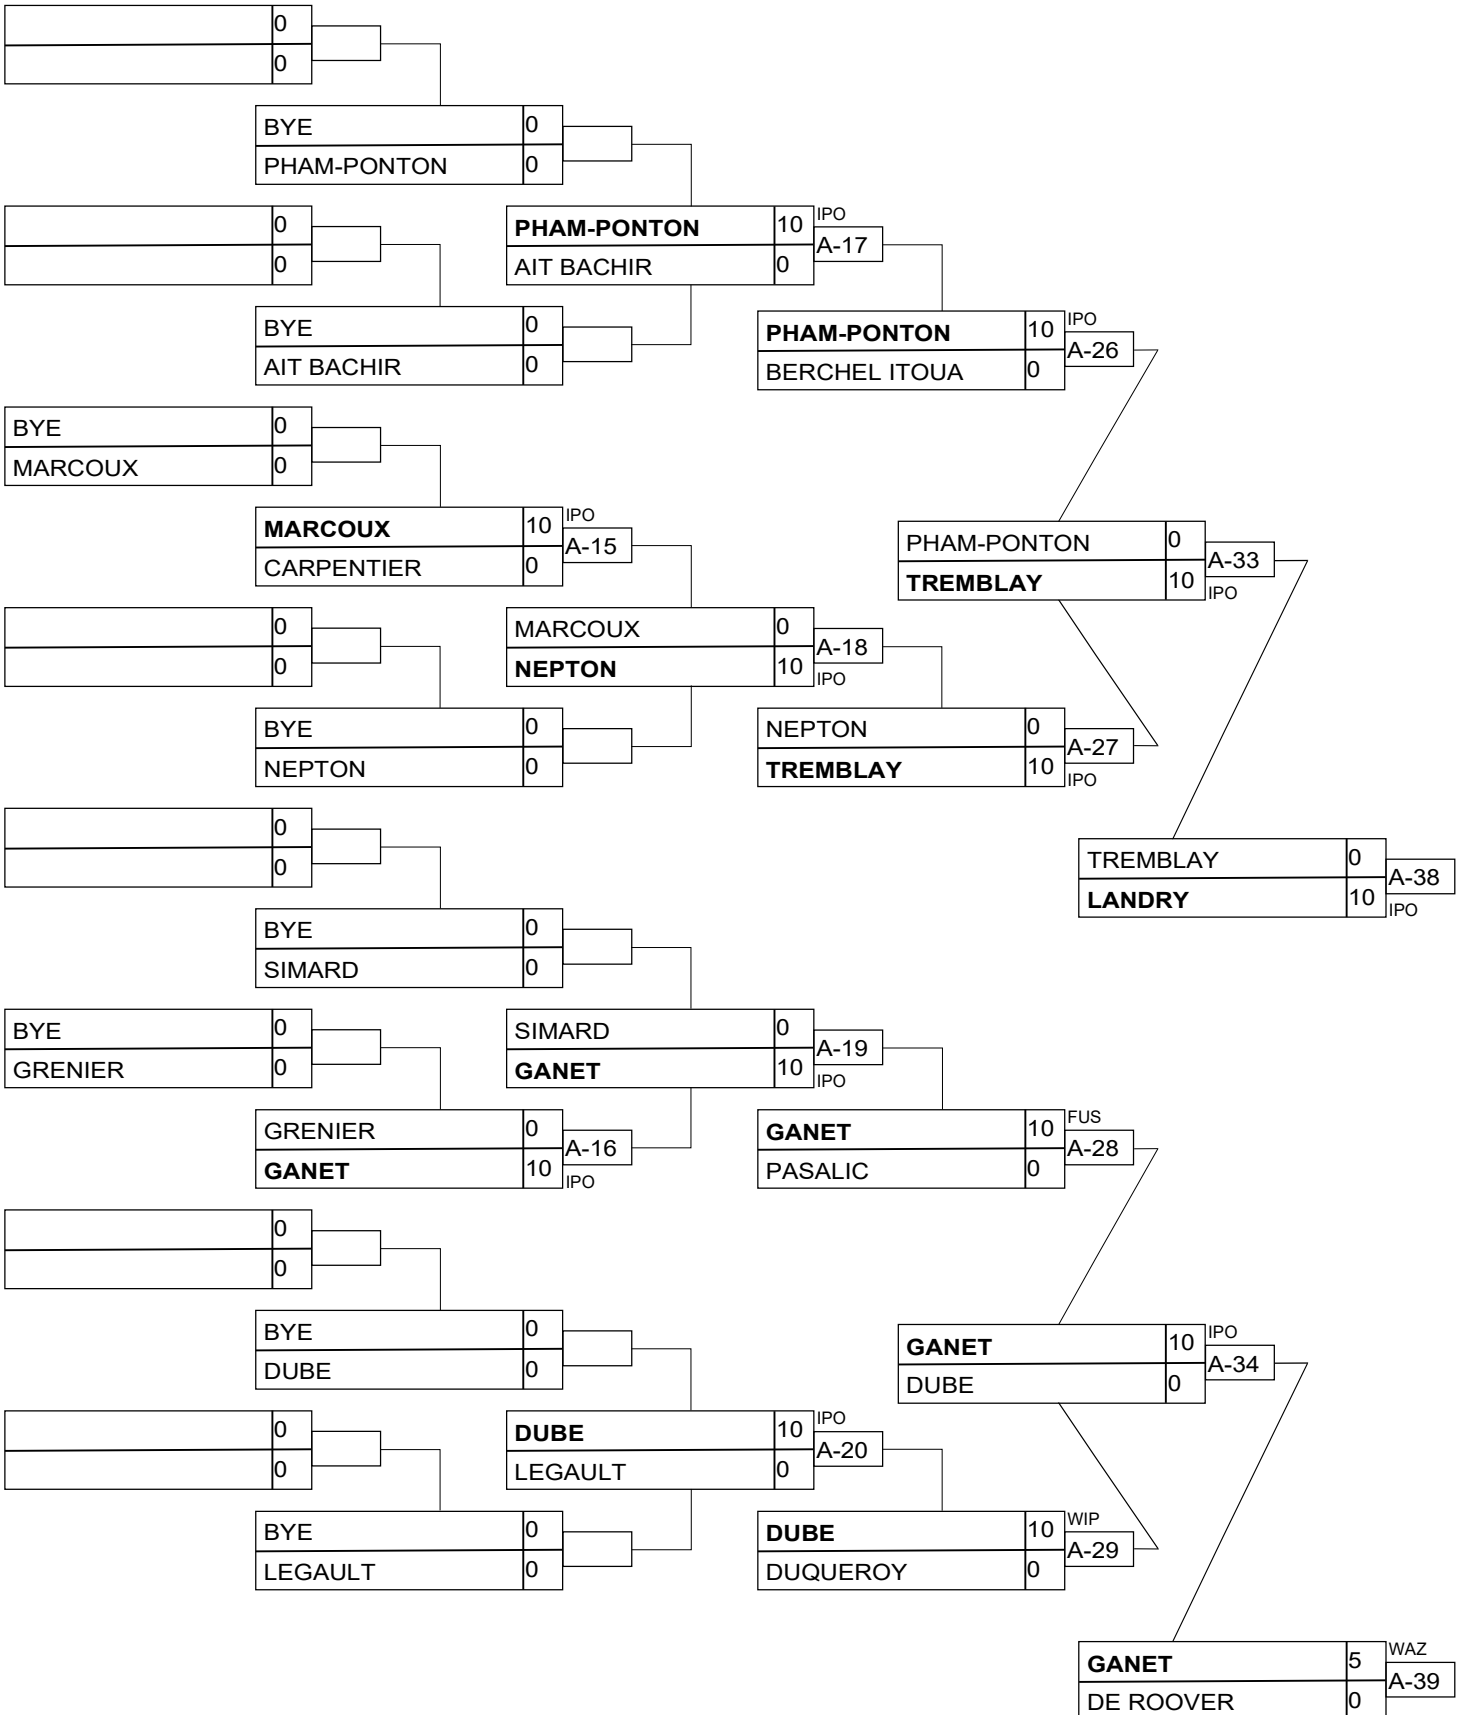 0
0
BYE 0
PHAM-PONTON 0
0
0
PHAM-PONTON 10 IPO
A-17
AIT BACHIR 0
BYE 0
AIT BACHIR 0
PHAM-PONTON 10 IPO
A-26
BERCHEL ITOUA 0
BYE 0
MARCOUX 0
MARCOUX 10 IPO
A-15
CARPENTIER 0
PHAM-PONTON 0
A-33
TREMBLAY 10 IPO
0
0
MARCOUX 0
A-18
NEPTON 10 IPO
BYE 0
NEPTON 0
NEPTON 0
A-27
TREMBLAY 10 IPO
0
0
TREMBLAY 0
A-38
LANDRY 10 IPO
BYE 0
SIMARD 0
BYE 0
GRENIER 0
SIMARD 0
A-19
GANET 10 IPO
GRENIER 0
A-16
GANET 10 IPO
GANET 10 FUS
A-28
PASALIC 0
0
0
BYE 0
DUBE 0
GANET 10 IPO
A-34
DUBE 0
0
0
DUBE 10 IPO
A-20
LEGAULT 0
BYE 0
LEGAULT 0
DUBE 10 WIP
A-29
DUQUEROY 0
GANET 5 WAZ
A-39
DE ROOVER 0